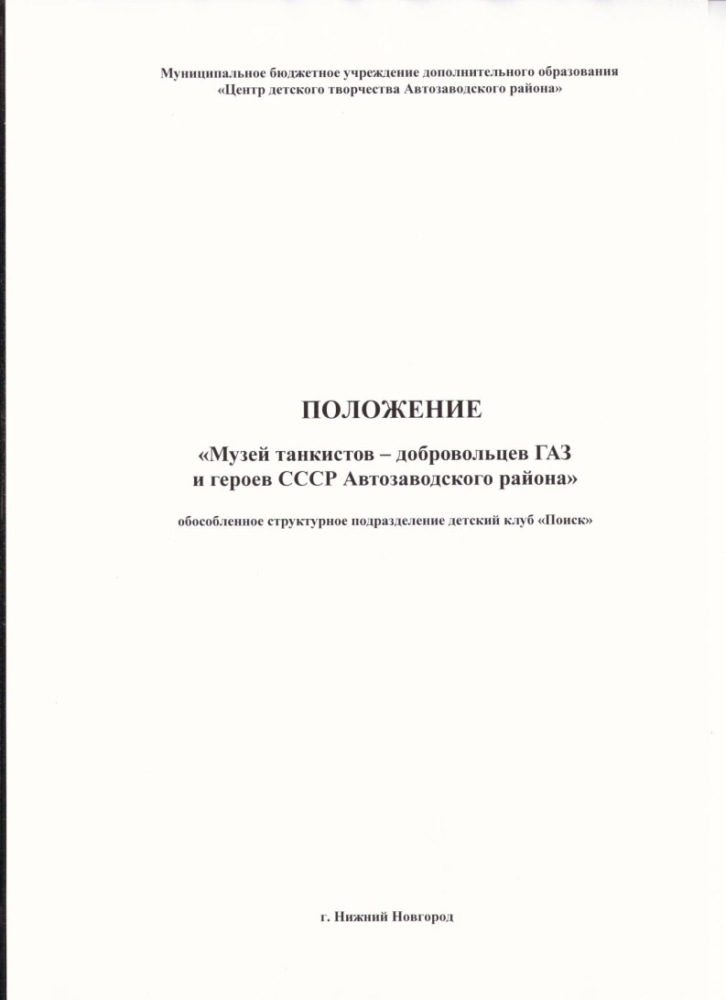 Муниципальное бюджетное учреждение дополнительного образования
«Центр детского творчества Автозаводского района»
ПОЛОЖЕНИЕ
«Музей танкистов – добровольцев ГАЗ
и героев СССР Автозаводского района»
обособленное структурное подразделение детский клуб «Поиск»
г. Нижний Новгород